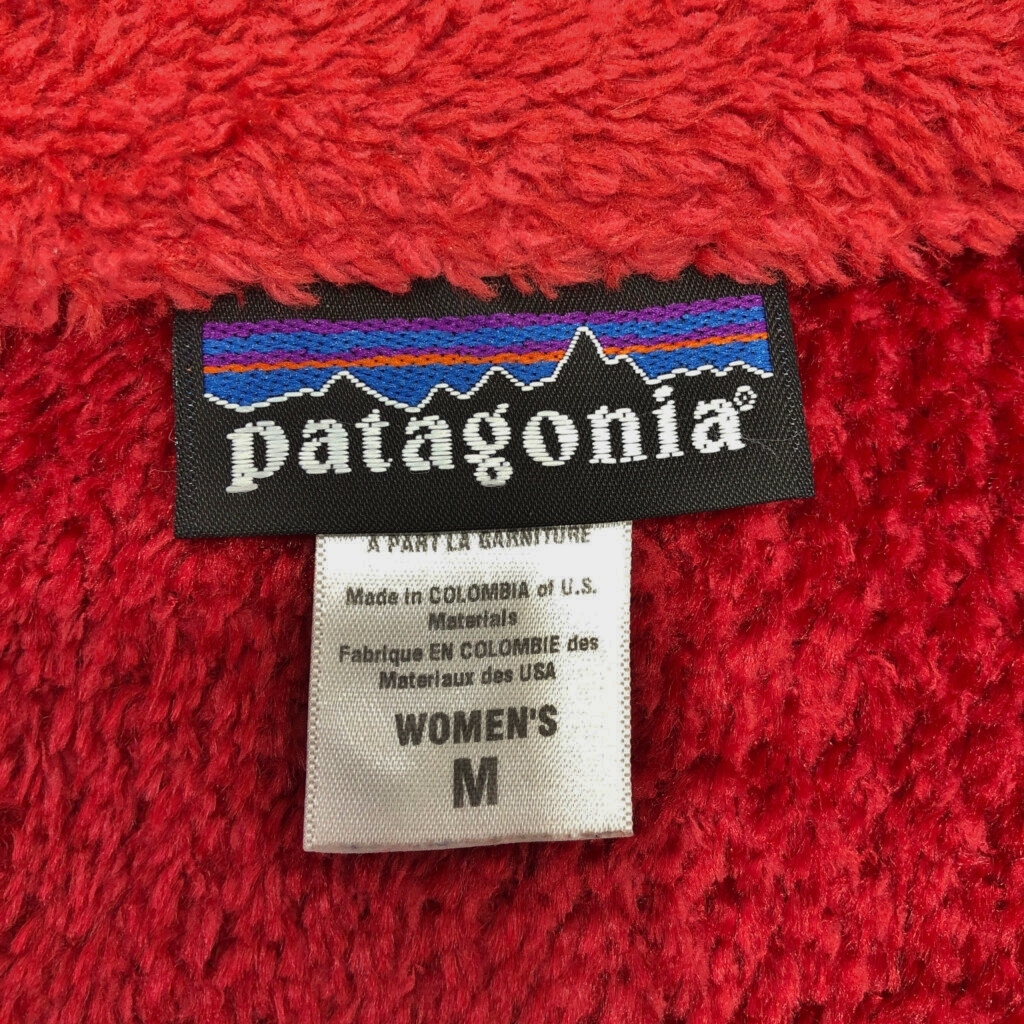 patagonia®
A PART LA GARNITURE
Made in COLOMBIA of U.S.
Materials
Fabrique EN COLOMBIE des
Materiaux des USA
WOMEN'S
M